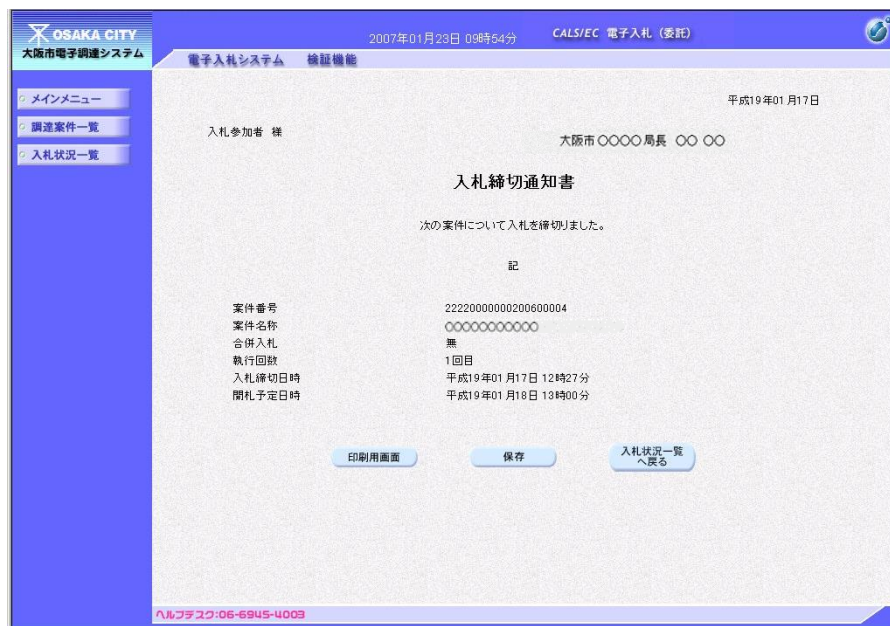 OSAKA CITY
大阪市電子調達システム
2007年01月23日 09時54分
CALS/EC 電子入札（委託）
電子入札システム 検証機能
メインメニュー
調達案件一覧
入札状況一覧
平成19年01月17日
入札参加者 様
大阪市○○○○局長 ○○ ○○
入札締切通知書
次の案件について入札を締切りました。
記
案件番号 22220000000200600004
案件名称 ○○○○○○○○○○○
合併入札 無
執行回数 1回目
入札締切日時 平成19年01月17日 12時27分
開札予定日時 平成19年01月18日 13時00分
印刷用画面
保存
入札状況一覧
へ戻る
ヘルプデスク:06-6945-4003